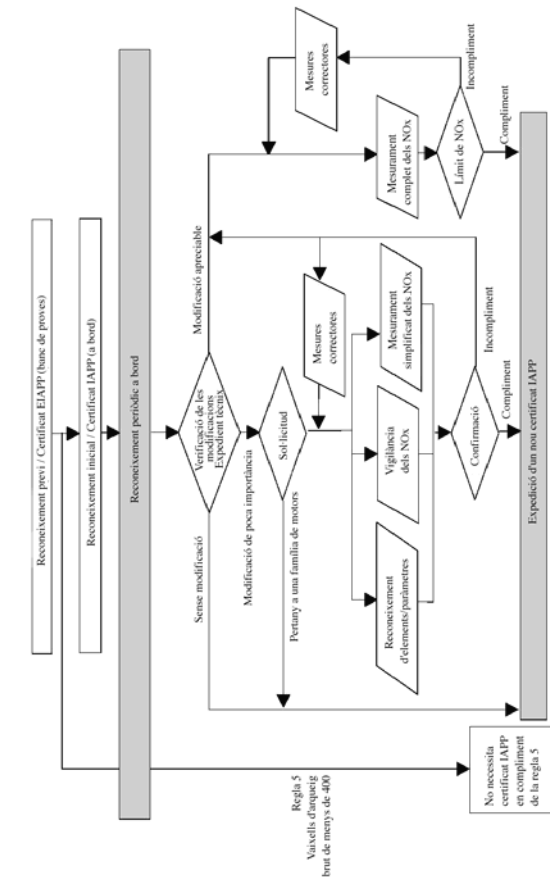 Reconeixement previ / Certificat EIAPP (banc de proves)
Reconeixement inicial / Certificat IAPP (a bord)
Reconeixement periòdic a bord
Sense modificació
Verificació de les
modificacions
Expedient tècnix
Modificació apreciable
Modificació de poca importància
Sol·licitud
Pertany a una família de motors
Mesures
correctores
Mesures
correctores
Reconeixement
d'elements/paràmetres
Vigilància
dels NOx
Mesurament
simplificat dels NOx
Mesurament
complet dels NOx
Confirmació
Incompliment
Compliment
Límit de NOx
Incompliment
Compliment
Regla 5
Vaixells d'arqueig
brut de menys de 400
No necessita
certificat IAPP
en compliment
de la regla 5
Expedició d'un nou certificat IAPP